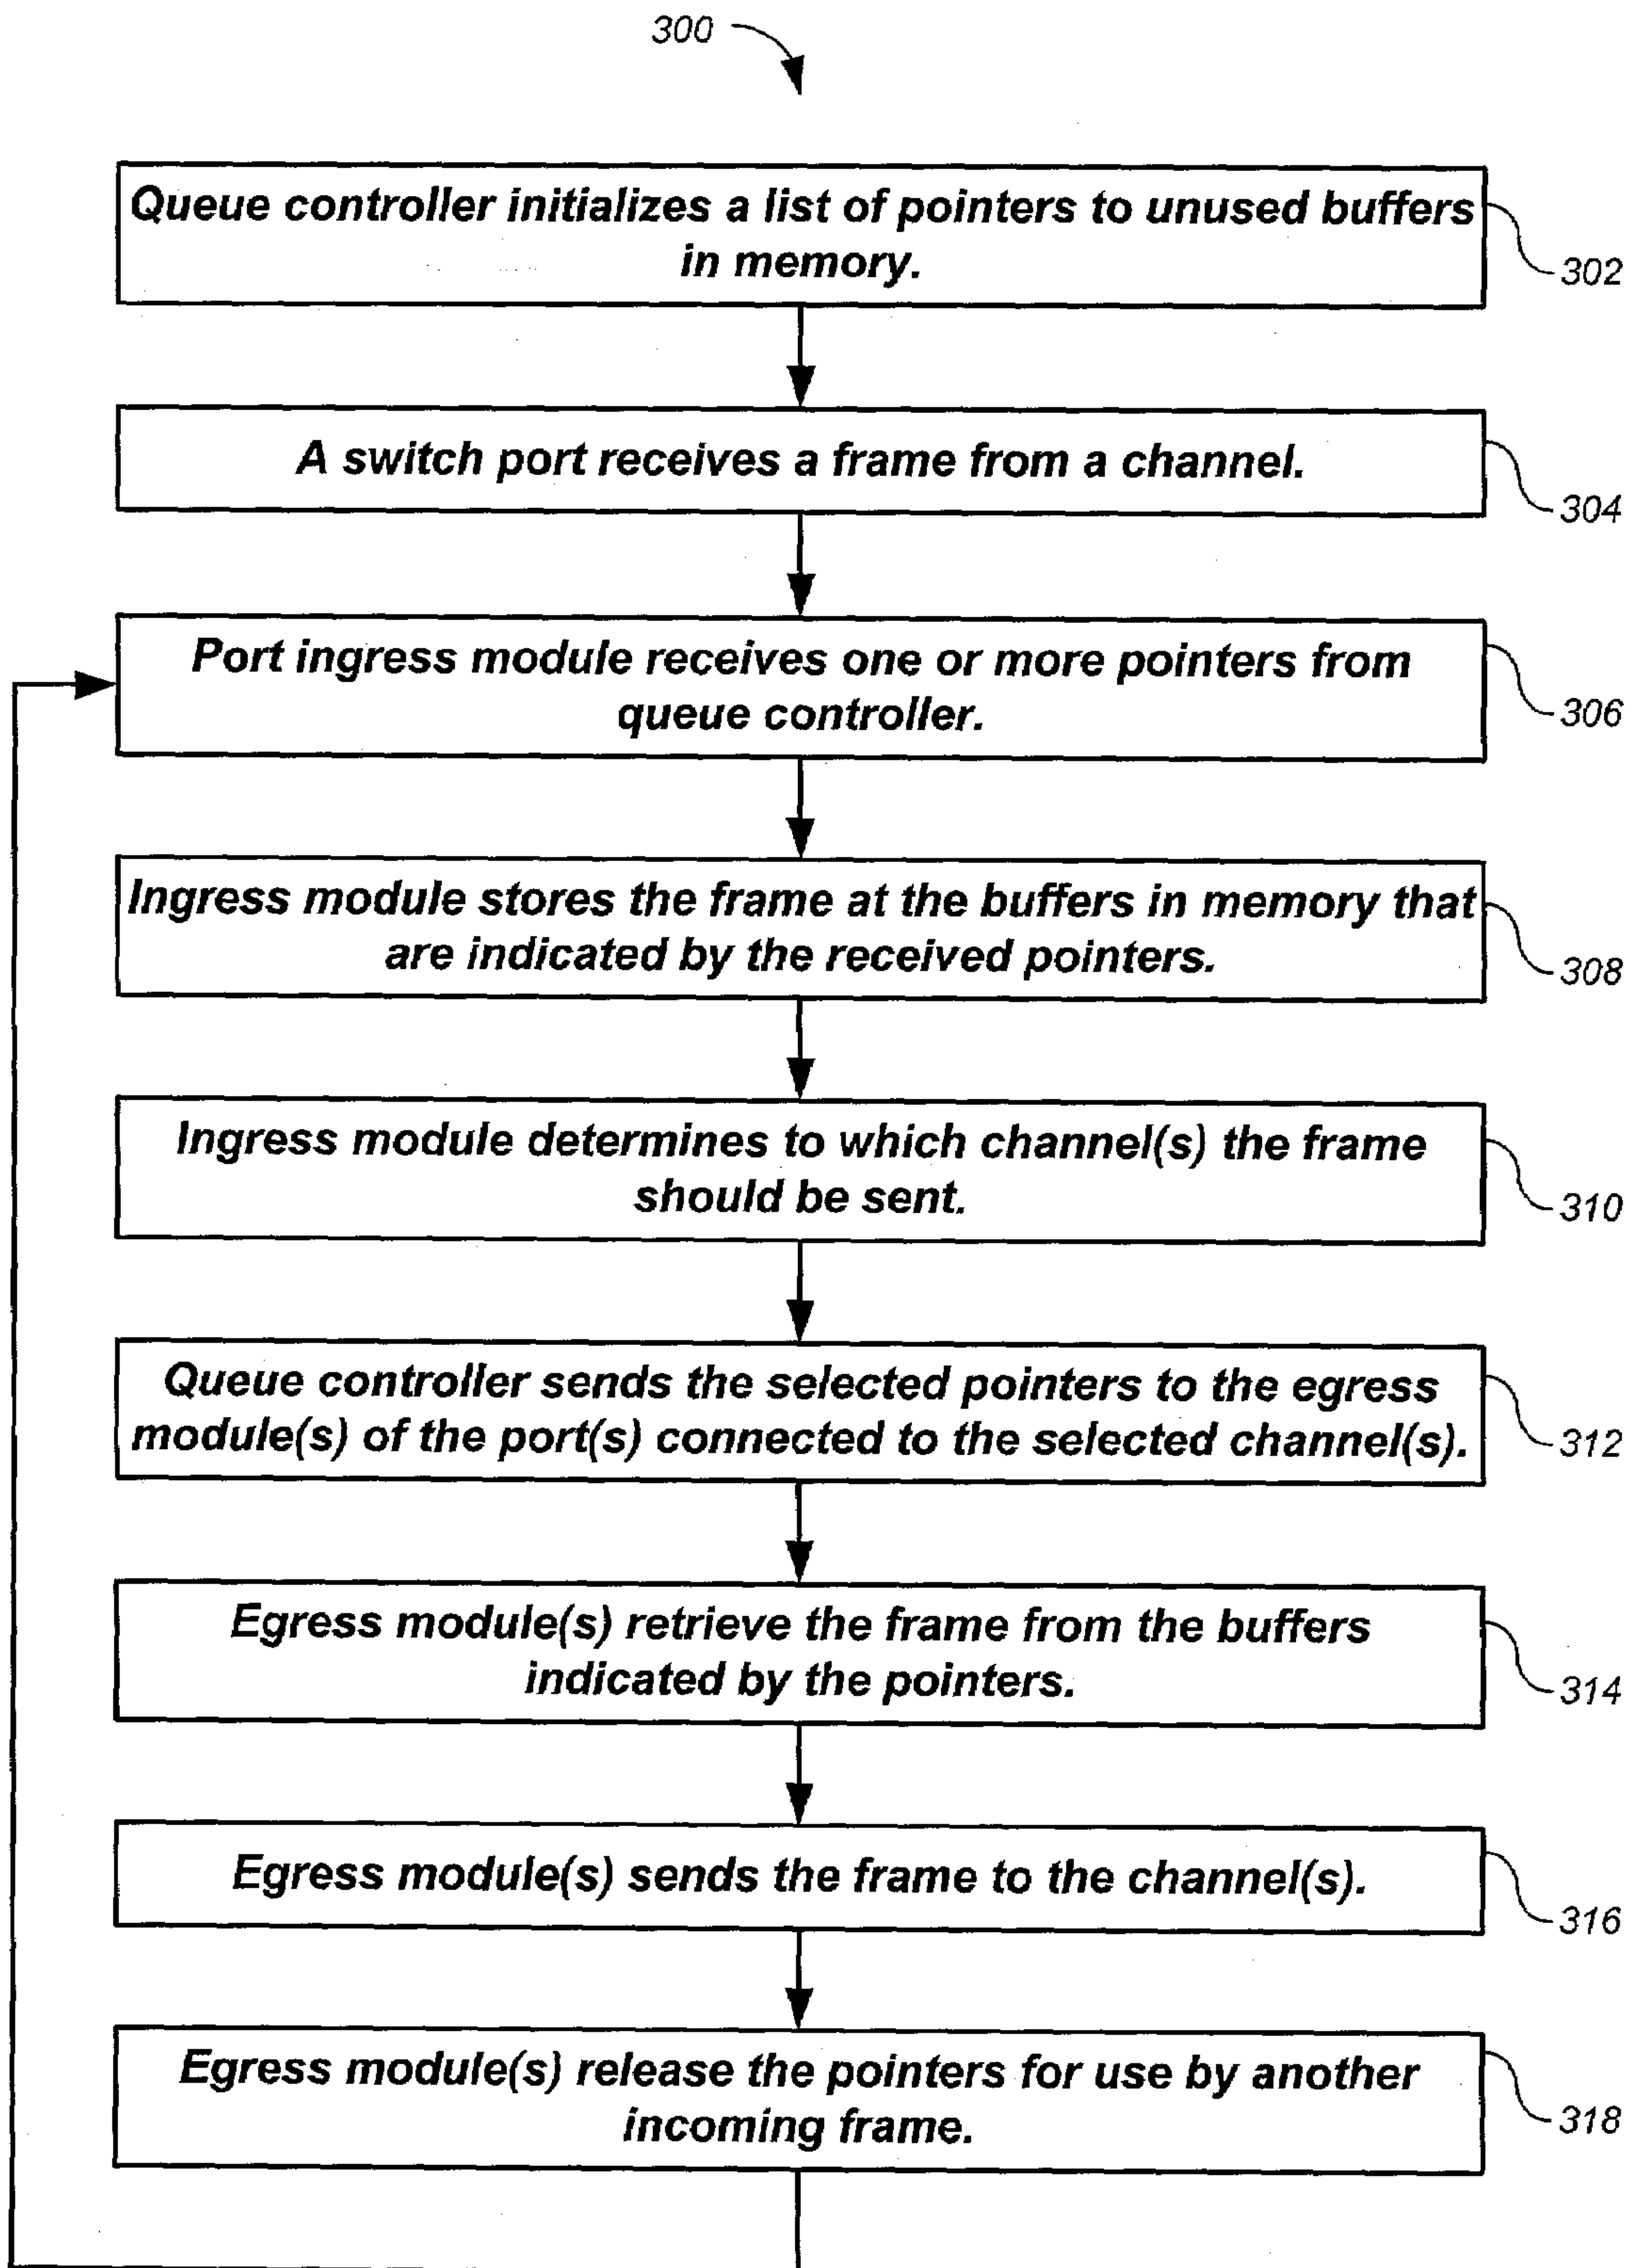 300
Queue controller initializes a list of pointers to unused buffers
in memory.
302
A switch port receives a frame from a channel.
304
Port ingress module receives one or more pointers from
queue controller.
306
Ingress module stores the frame at the buffers in memory that
are indicated by the received pointers.
308
Ingress module determines to which channel(s) the frame
should be sent.
310
Queue controller sends the selected pointers to the egress
module(s) of the port(s) connected to the selected channel(s).
312
Egress module(s) retrieve the frame from the buffers
indicated by the pointers.
314
Egress module(s) sends the frame to the channel(s).
316
Egress module(s) release the pointers for use by another
incoming frame.
318